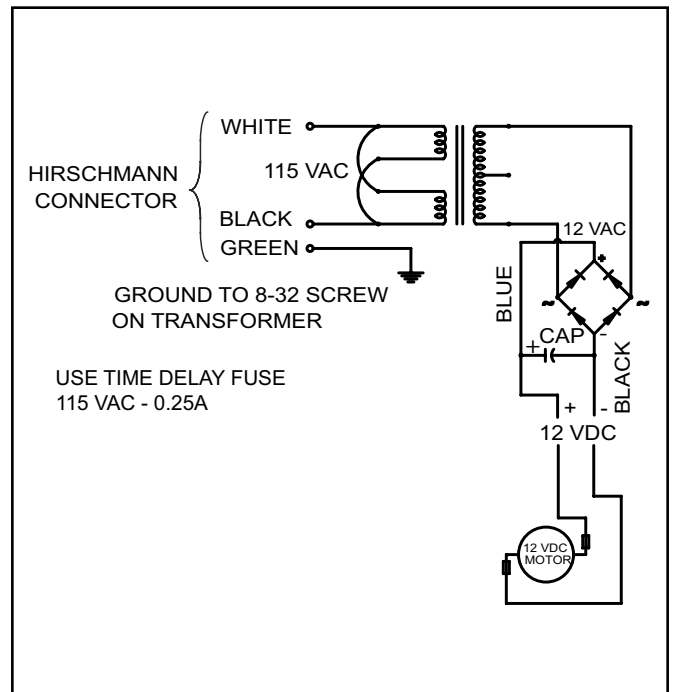 WHITE
HIRSCHMANN
CONNECTOR
115 VAC
BLACK
GREEN
GROUND TO 8-32 SCREW
ON TRANSFORMER
USE TIME DELAY FUSE
115 VAC - 0.25A
12 VAC
+
~
~
-
BLUE
+
CAP
BLACK
+
-
12 VDC
12 VDC
MOTOR